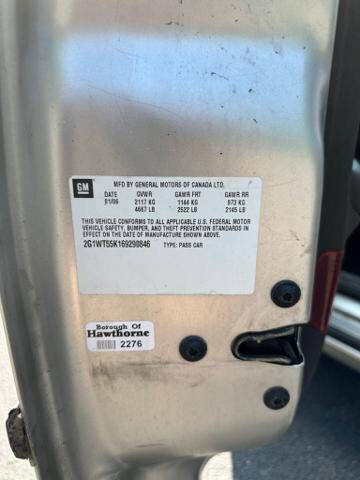 GM
MFD BY GENERAL MOTORS OF CANADA LTD.
DATE GVWR GAWR FRT GAWR RR
01/06 2117 KG 1144 KG 973 KG
4667 LB 2522 LB 2145 LB
THIS VEHICLE CONFORMS TO ALL APPLICABLE U.S. FEDERAL MOTOR
VEHICLE SAFETY, BUMPER, AND THEFT PREVENTION STANDARDS IN
EFFECT ON THE DATE OF MANUFACTURE SHOWN ABOVE.
2G1WT55K169290846 TYPE: PASS CAR
Borough Of
Hawthorne
2276